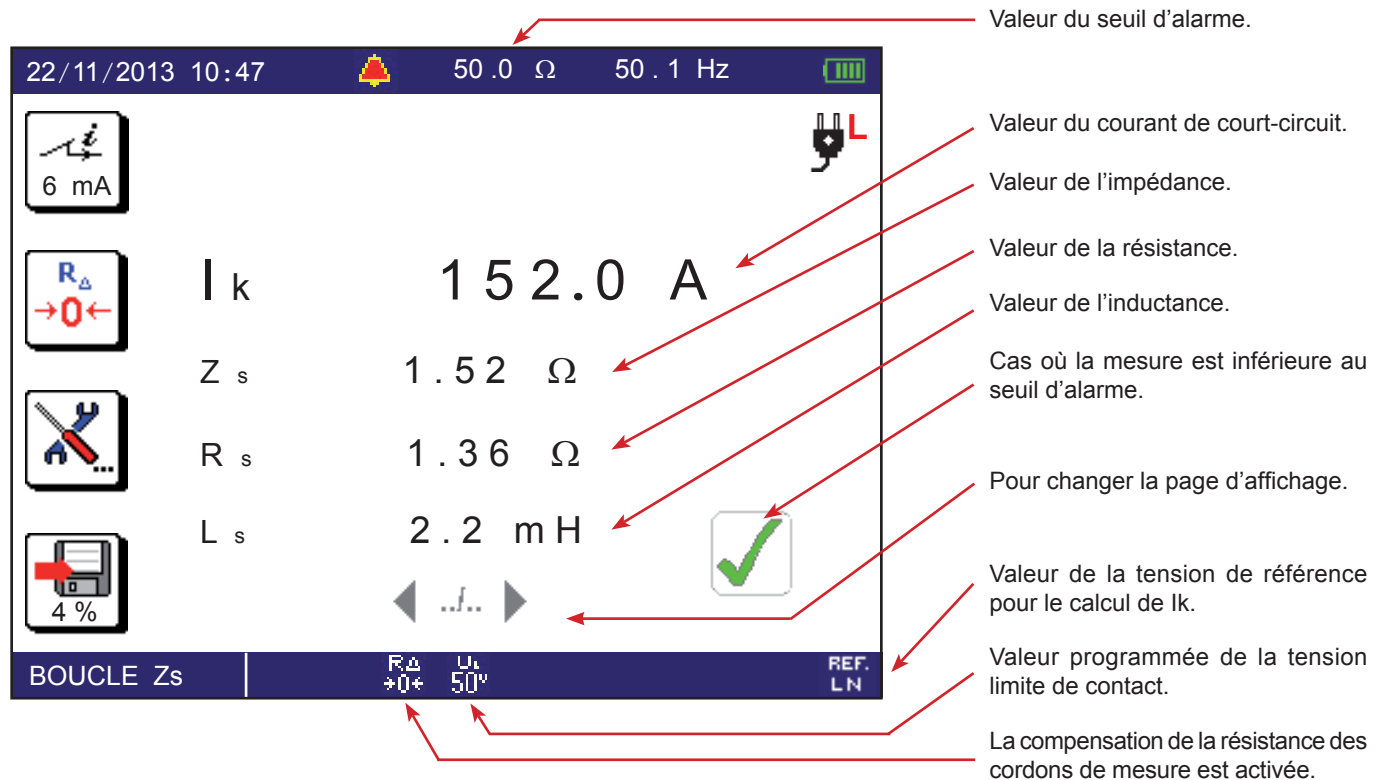 Valeur du seuil d'alarme.
22/11/2013 10:47 50.0 Ω 50.1 Hz
L
6 mA
Valeur du courant de court-circuit.
Valeur de l'impédance.
Valeur de la résistance.
Valeur de l'inductance.
Cas où la mesure est inférieure au
seuil d'alarme.
Pour changer la page d'affichage.
Valeur de la tension de référence
pour le calcul de Ik.
Valeur programmée de la tension
limite de contact.
La compensation de la résistance des
cordons de mesure est activée.
RΔ
→0←
Ik 152.0 A
Zs 1.52 Ω
Rs 1.36 Ω
Ls 2.2 mH
4 %
../..
BOUCLE Zs
RΔ
→0←
UL
50V
REF.
LN